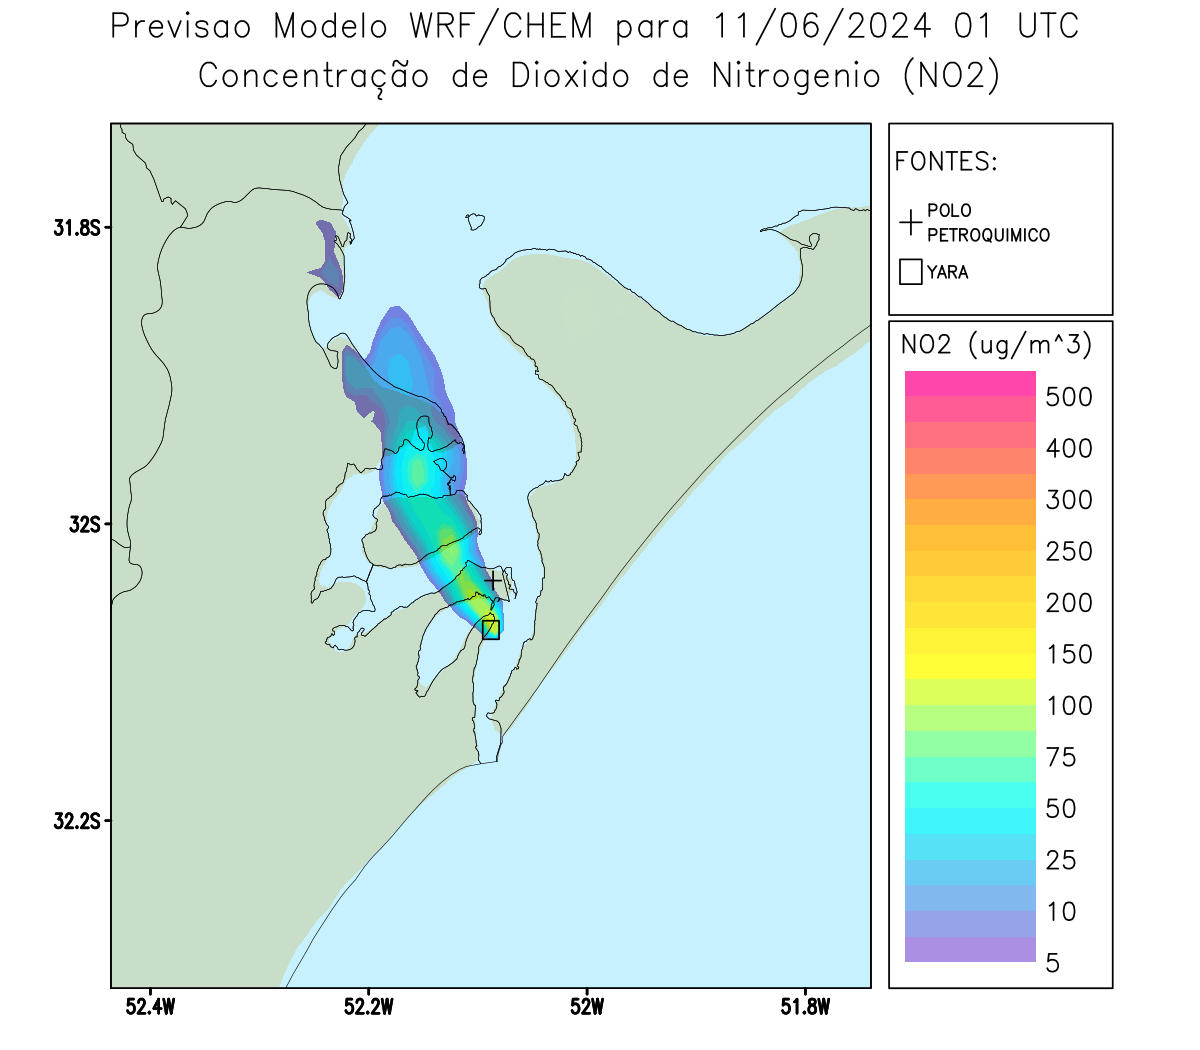 Previsao Modelo WRF/CHEM para 11/06/2024 01 UTC
Concentração de Dioxido de Nitrogenio (NO2)
FONTES:
POLO
PETROQUIMICO
YARA
NO2 (ug/m^3)
500
400
300
250
200
150
100
75
50
25
10
5
31.8S
32S
32.2S
52.4W
52.2W
52W
51.8W